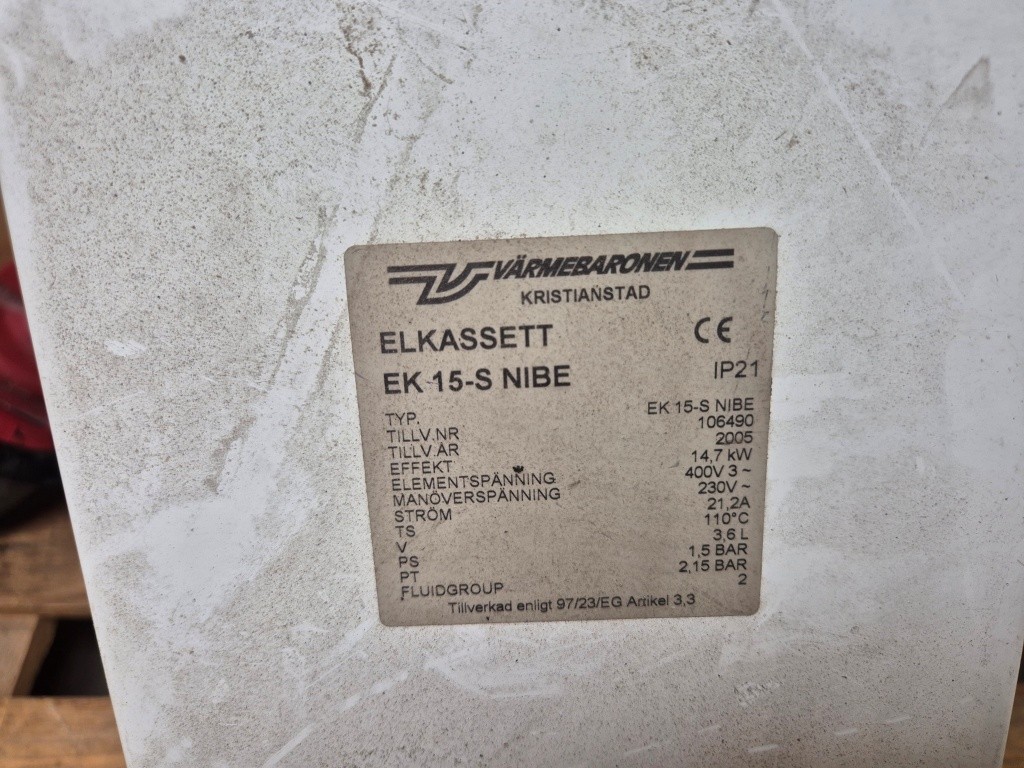 VÄRMEBARONEN
KRISTIANSTAD
ELKASSETT CE
EK 15-S NIBE IP21
TYP. EK 15-S NIBE
TILLV.NR 106490
TILLV.ÅR 2005
EFFEKT 14,7 kW
ELEMENTSPÄNNING 400V 3~
MANÖVERSPÄNNING 230V ~
STRÖM 21,2A
TS 110°C
V 3,6 L
PS 1,5 BAR
PT 2,15 BAR
FLUIDGROUP 2
Tillverkad enligt 97/23/EG Artikel 3,3